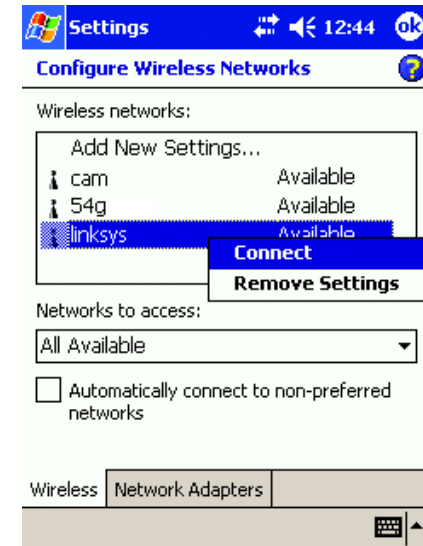 Settings 12:44 ok
Configure Wireless Networks ?
Wireless networks:
Add New Settings...
cam Available
54g Available
linksys Available
Connect
Remove Settings
Networks to access:
All Available
Automatically connect to non-preferred
networks
Wireless Network Adapters